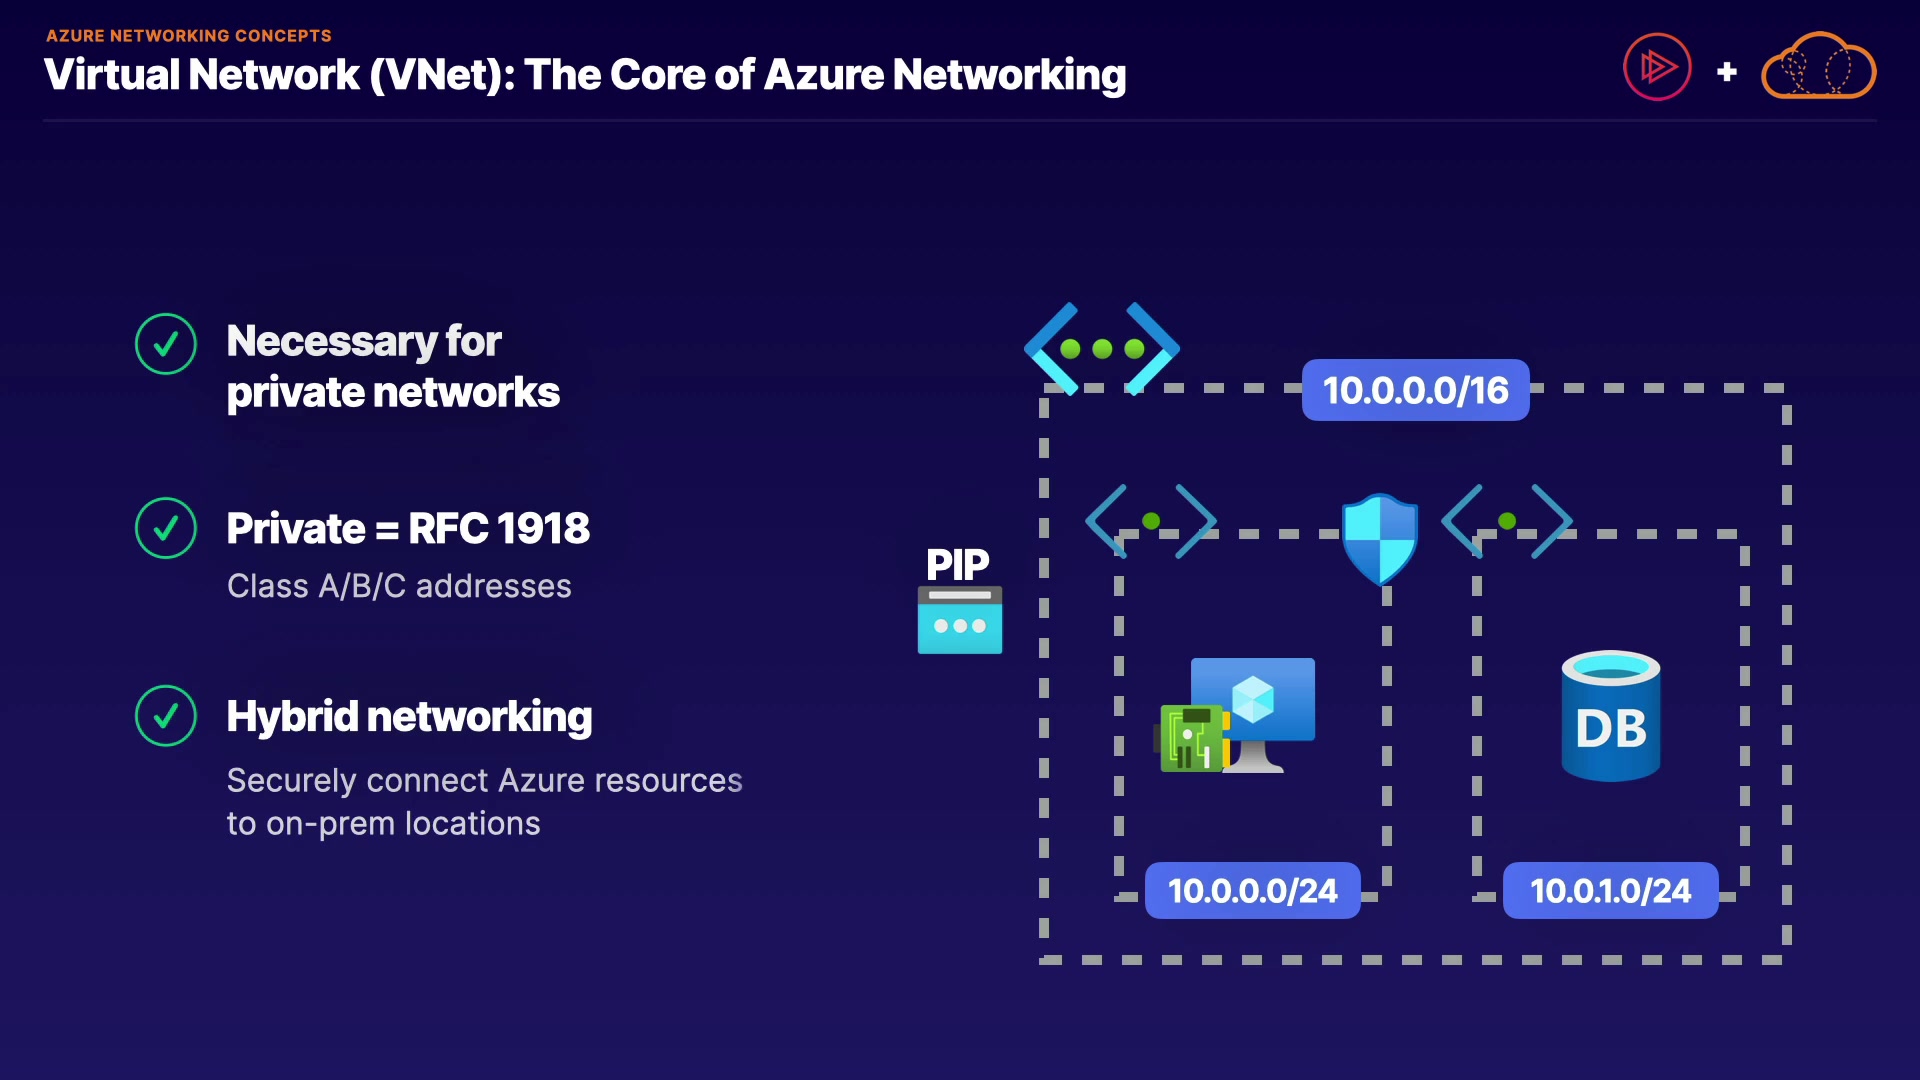 AZURE NETWORKING CONCEPTS
Virtual Network (VNet): The Core of Azure Networking
+
Necessary for
private networks
Private = RFC 1918
Class A/B/C addresses
Hybrid networking
Securely connect Azure resources
to on-prem locations
10.0.0.0/16
PIP
DB
10.0.0.0/24
10.0.1.0/24